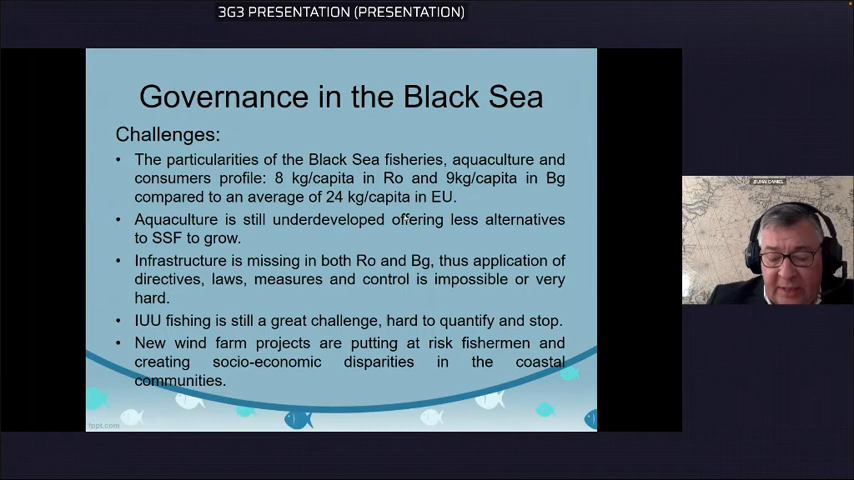 3G3 PRESENTATION (PRESENTATION)
Governance in the Black Sea
Challenges:
• The particularities of the Black Sea fisheries, aquaculture and
consumers profile: 8 kg/capita in Ro and 9kg/capita in Bg
compared to an average of 24 kg/capita in EU.
• Aquaculture is still underdeveloped offering less alternatives
to SSF to grow.
• Infrastructure is missing in both Ro and Bg, thus application of
directives, laws, measures and control is impossible or very
hard.
• IUU fishing is still a great challenge, hard to quantify and stop.
• New wind farm projects are putting at risk fishermen and
creating socio-economic disparities in the coastal
communities.
fppt.com